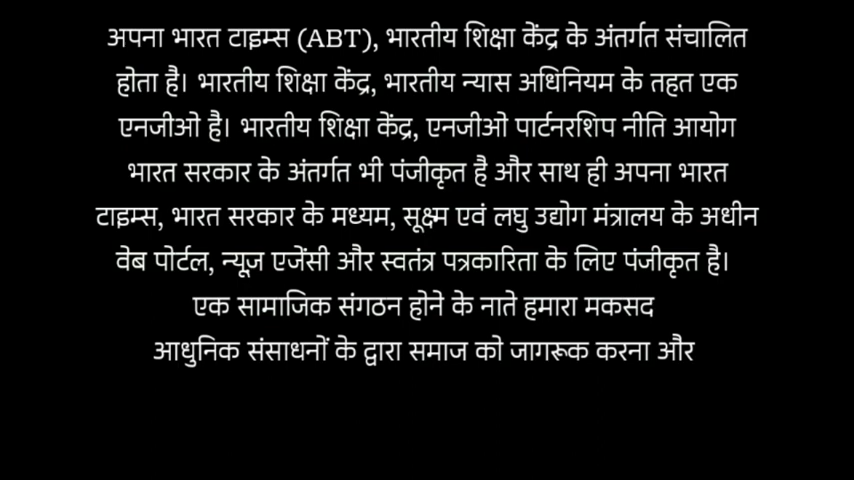 अपना भारत टाइम्स (ABT), भारतीय शिक्षा केंद्र के अंतर्गत संचालित
होता है। भारतीय शिक्षा केंद्र, भारतीय न्यास अधिनियम के तहत एक
एनजीओ है। भारतीय शिक्षा केंद्र, एनजीओ पार्टनरशिप नीति आयोग
भारत सरकार के अंतर्गत भी पंजीकृत है और साथ ही अपना भारत
टाइम्स, भारत सरकार के मध्यम, सूक्ष्म एवं लघु उद्योग मंत्रालय के अधीन
वेब पोर्टल, न्यूज़ एजेंसी और स्वतंत्र पत्रकारिता के लिए पंजीकृत है।
एक सामाजिक संगठन होने के नाते हमारा मकसद
आधुनिक संसाधनों के द्वारा समाज को जागरूक करना और